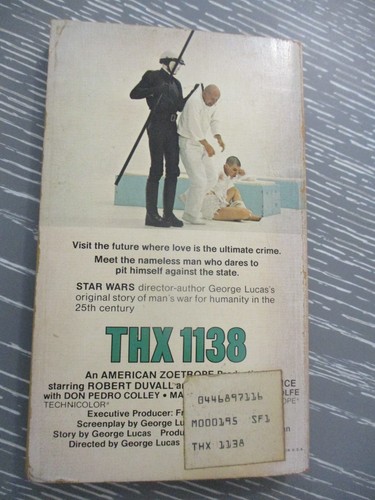 Visit the future where love is the ultimate crime.
Meet the nameless man who dares to
pit himself against the state.
STAR WARS director-author George Lucas's
original story of man's war for humanity in the
25th century
THX 1138
An AMERICAN ZOETROPE
starring ROBERT DUVALL
with DON PEDRO COLLEY •
TECHNICOLOR®
Executive Producer:
Screenplay by George
Story by George Lucas
Directed by George Lucas
0446897116
M000195 SF1
THX 1138